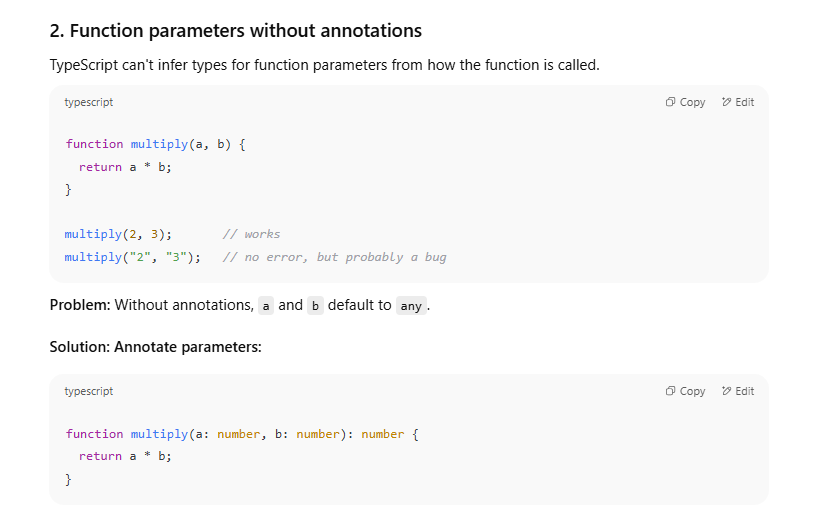 2. Function parameters without annotations
TypeScript can't infer types for function parameters from how the function is called.
typescript
Copy
Edit
function multiply(a, b) {
  return a * b;
}
multiply(2, 3);       // works
multiply("2", "3");   // no error, but probably a bug
Problem: Without annotations, a and b default to any.
Solution: Annotate parameters:
typescript
Copy
Edit
function multiply(a: number, b: number): number {
  return a * b;
}